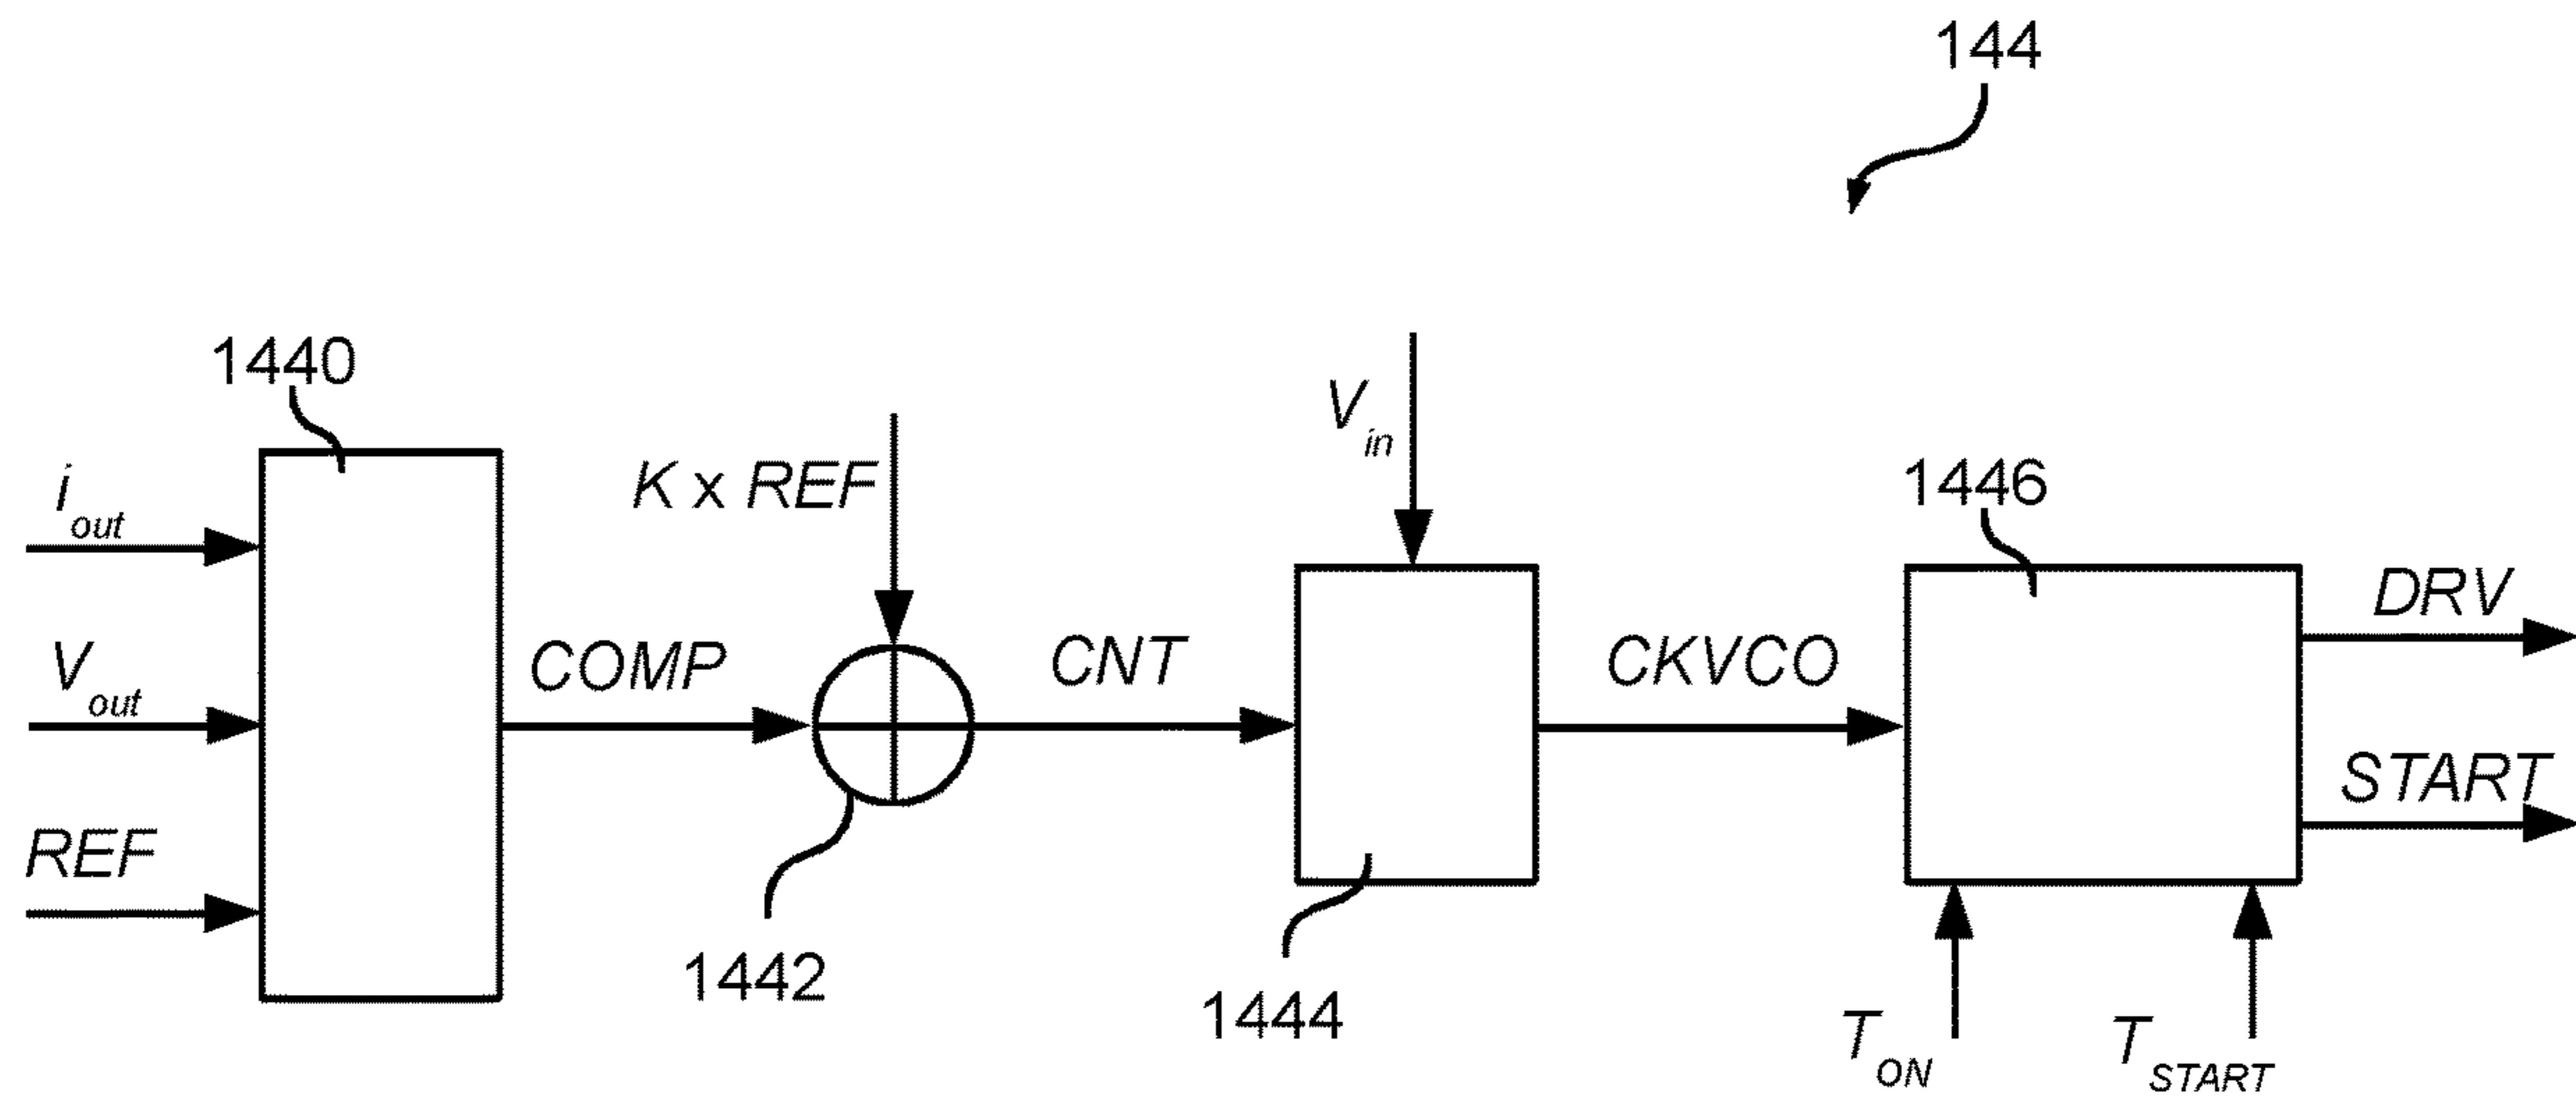 144
1440
i_out
V_out
REF
COMP
K x REF
1442
CNT
V_in
1444
CKVCO
1446
DRV
START
T_ON
T_START